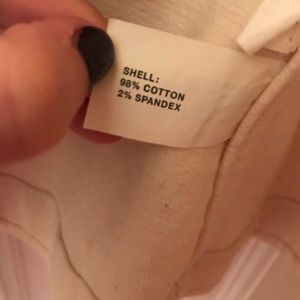 SHELL:
98% COTTON
2% SPANDEX